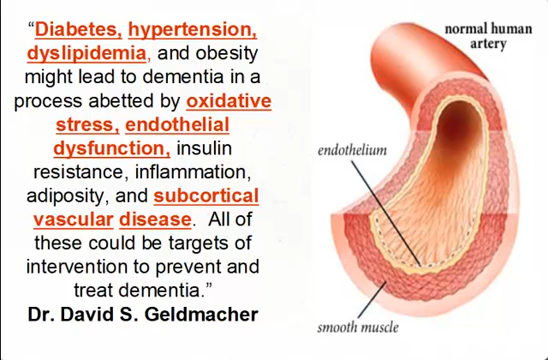 “Diabetes, hypertension,
dyslipidemia, and obesity
might lead to dementia in a
process abetted by oxidative
stress, endothelial
dysfunction, insulin
resistance, inflammation,
adiposity, and subcortical
vascular disease. All of
these could be targets of
intervention to prevent and
treat dementia.”
Dr. David S. Geldmacher
normal human
artery
endothelium
smooth muscle